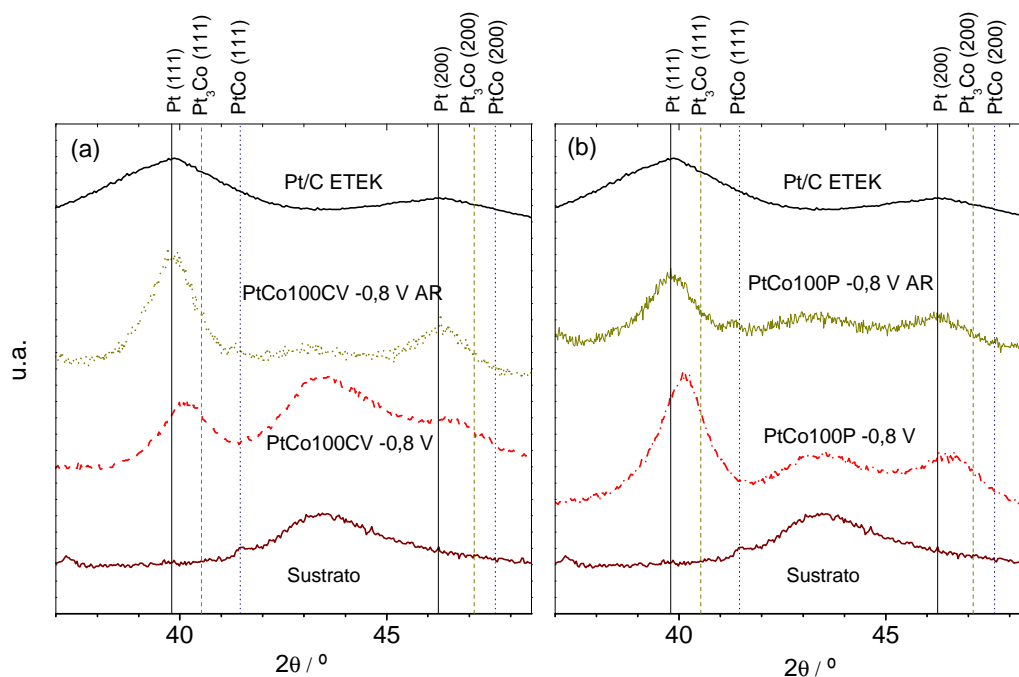 Pt (111)
Pt₃Co (111)
PtCo (111)
Pt (200)
Pt₃Co (200)
PtCo (200)
Pt (111)
Pt₃Co (111)
PtCo (111)
Pt (200)
Pt₃Co (200)
PtCo (200)
(a)
Pt/C ETEK
PtCo100CV -0,8 V AR
PtCo100CV -0,8 V
Sustrato
(b)
Pt/C ETEK
PtCo100P -0,8 V AR
PtCo100P -0,8 V
Sustrato
u.a.
40
45
40
45
2θ / º
2θ / º